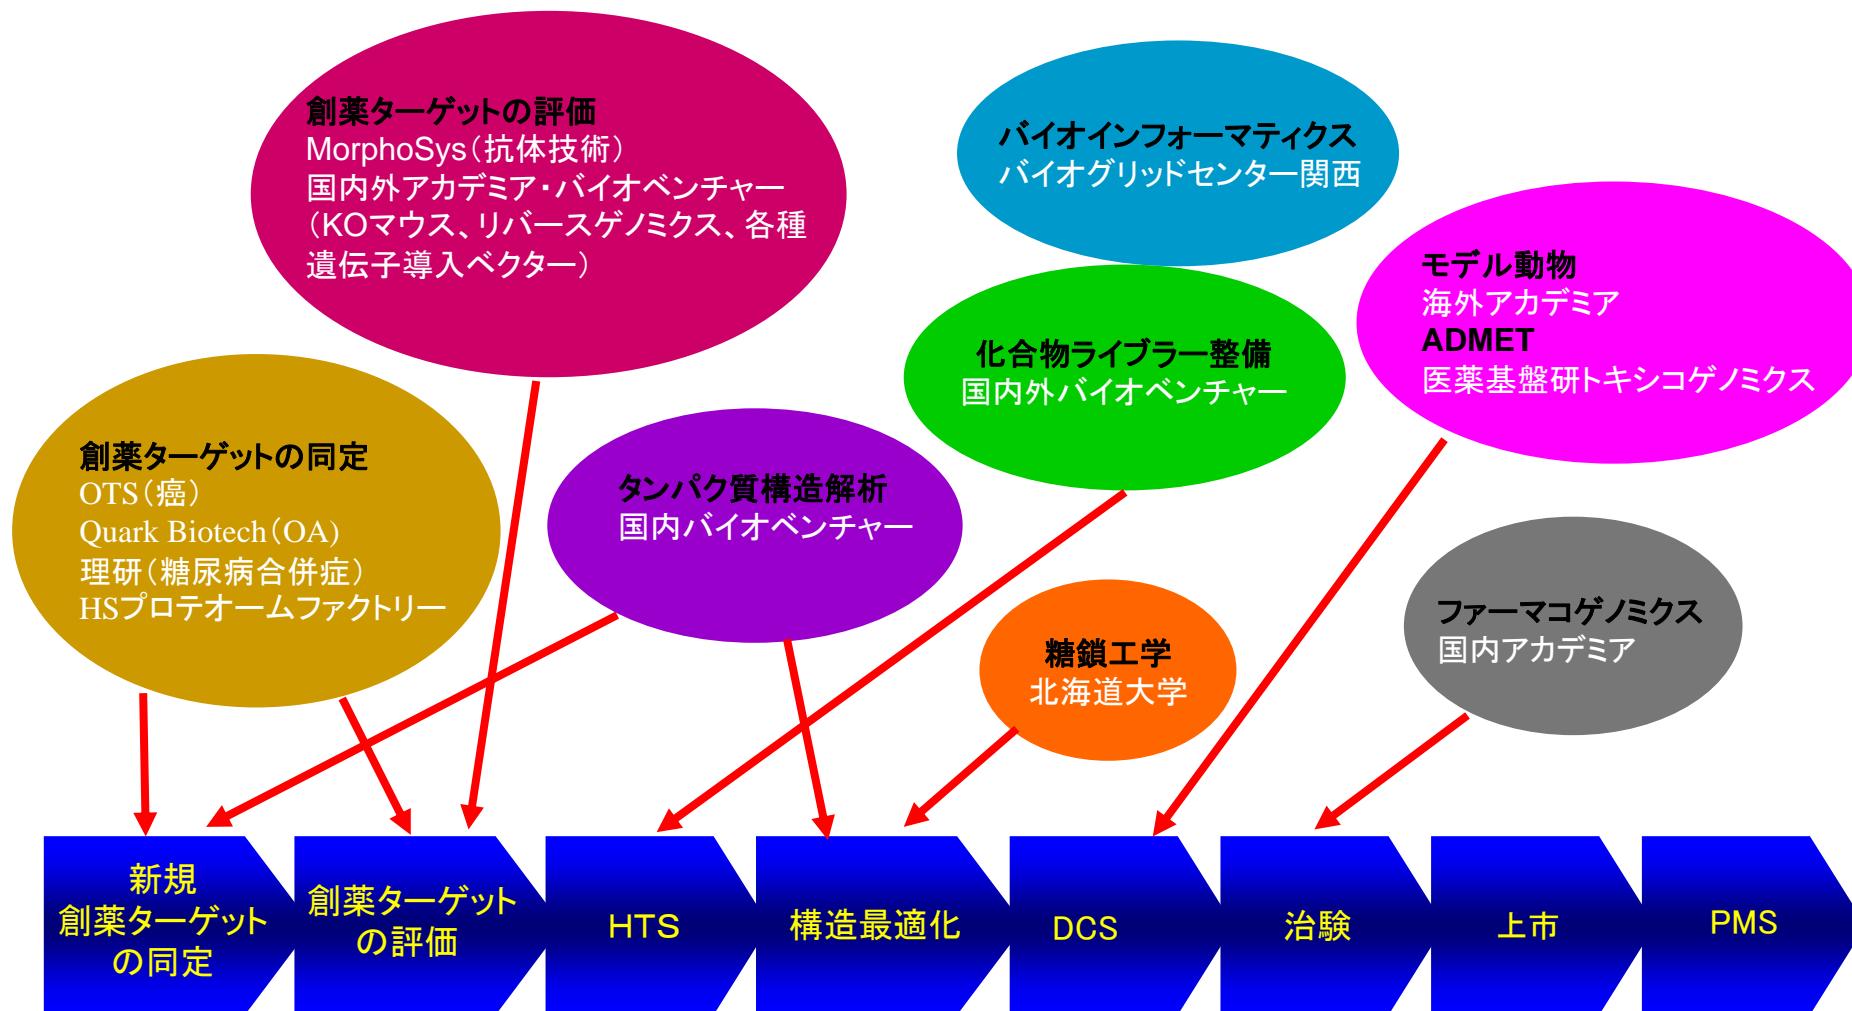 創薬ターゲットの評価
MorphoSys（抗体技術）
国内外アカデミア・バイオベンチャー
（KOマウス、リバースゲノミクス、各種
遺伝子導入ベクター）
バイオインフォーマティクス
バイオグリッドセンター関西
モデル動物
海外アカデミア
ADMET
医薬基盤研トキシコゲノミクス
化合物ライブラー整備
国内外バイオベンチャー
創薬ターゲットの同定
OTS（癌）
Quark Biotech（OA)
理研（糖尿病合併症）
HSプロテオームファクトリー
タンパク質構造解析
国内バイオベンチャー
糖鎖工学
北海道大学
ファーマコゲノミクス
国内アカデミア
新規
創薬ターゲット
の同定
創薬ターゲット
の評価
HTS
構造最適化
DCS
治験
上市
PMS